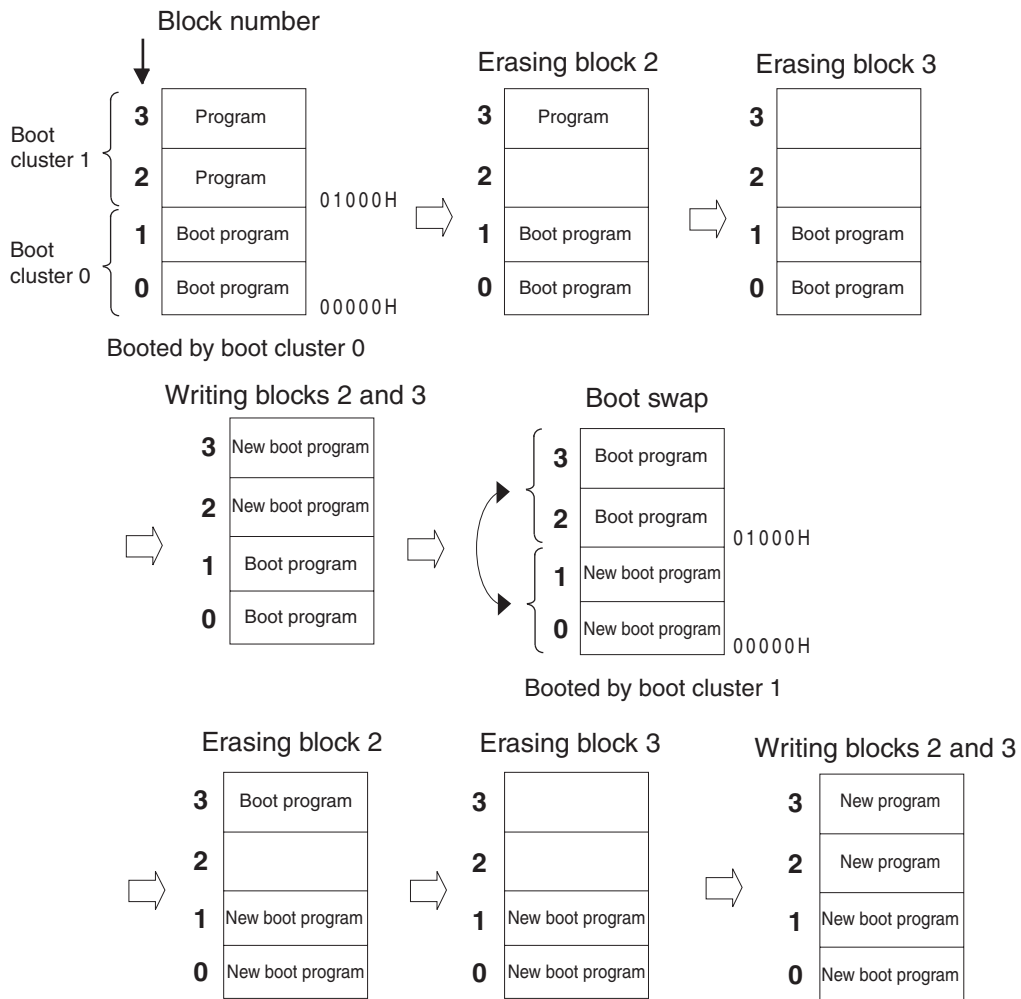 Block number
Erasing block 2
Erasing block 3
Boot
cluster 1
3 Program
2 Program
01000H
Boot
cluster 0
1 Boot program
0 Boot program
00000H
Booted by boot cluster 0
3 Program
2
1 Boot program
0 Boot program
3
2
1 Boot program
0 Boot program
Writing blocks 2 and 3
3 New boot program
2 New boot program
1 Boot program
0 Boot program
Boot swap
3 Boot program
2 Boot program
01000H
1 New boot program
0 New boot program
00000H
Booted by boot cluster 1
Erasing block 2
3 Boot program
2
1 New boot program
0 New boot program
Erasing block 3
3
2
1 New boot program
0 New boot program
Writing blocks 2 and 3
3 New program
2 New program
1 New boot program
0 New boot program